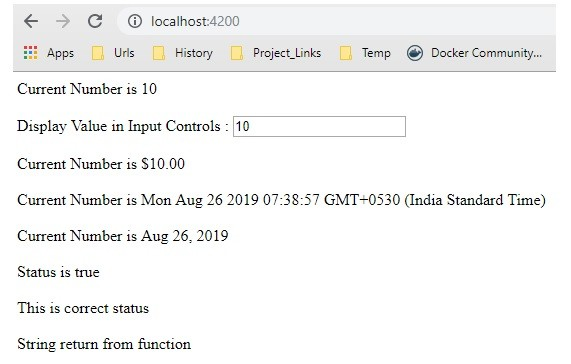 localhost:4200
Apps Urls History Project_Links Temp Docker Community...
Current Number is 10
Display Value in Input Controls : 10
Current Number is $10.00
Current Number is Mon Aug 26 2019 07:38:57 GMT+0530 (India Standard Time)
Current Number is Aug 26, 2019
Status is true
This is correct status
String return from function